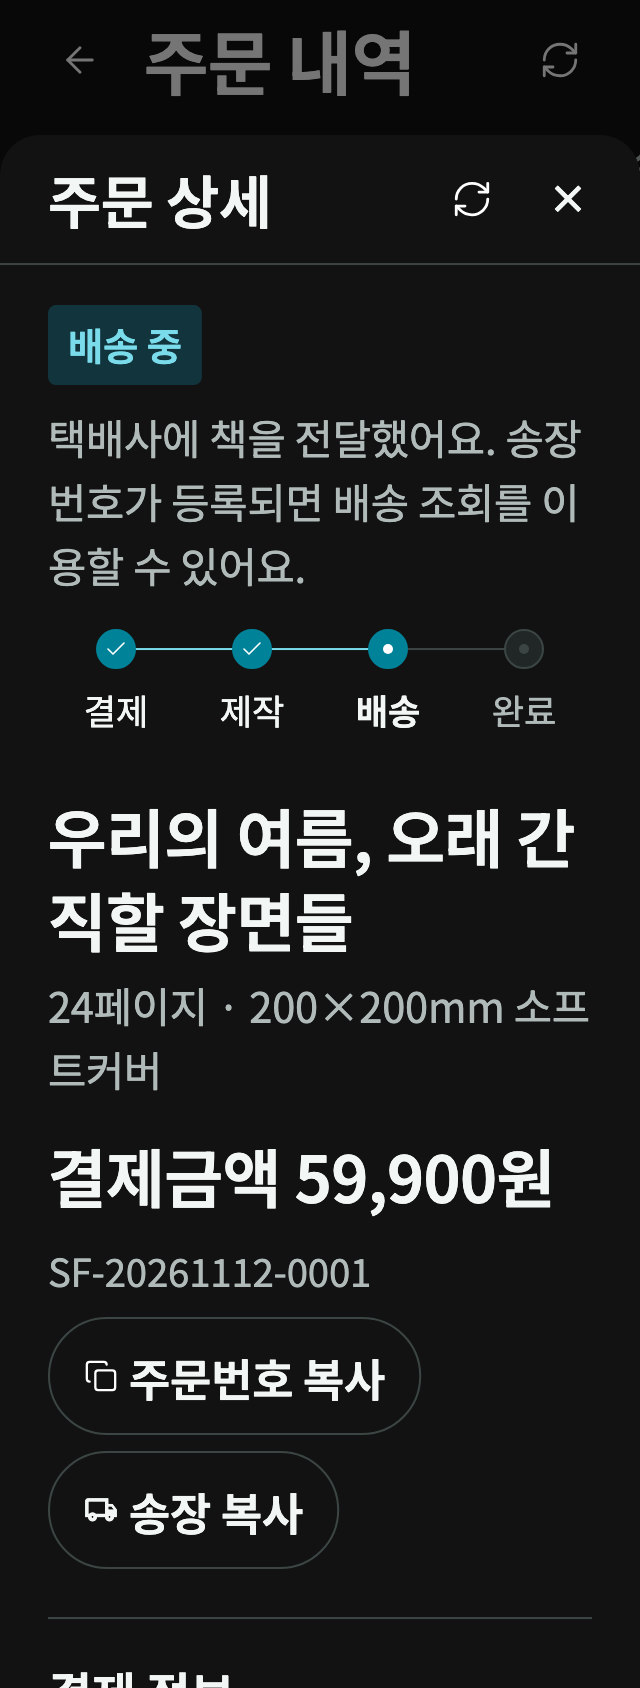 주문 내역
주문 상세
배송 중
택배사에 책을 전달했어요. 송장
번호가 등록되면 배송 조회를 이
용할 수 있어요.
결제 제작 배송 완료
우리의 여름, 오래 간
직할 장면들
24페이지 · 200×200mm 소프
트커버
결제금액 59,900원
SF-20261112-0001
주문번호 복사
송장 복사
결제 정보